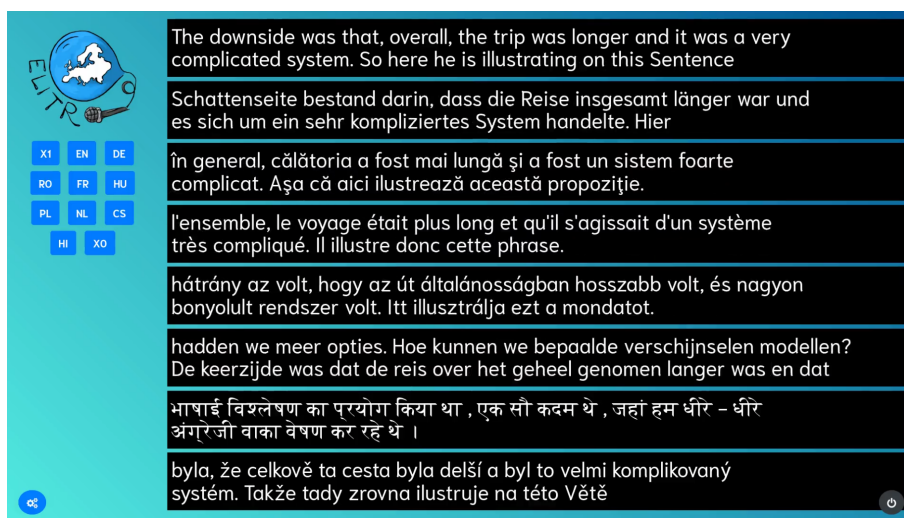 ELITR
X1 EN DE
RO FR HU
PL NL CS
HI XO
The downside was that, overall, the trip was longer and it was a very
complicated system. So here he is illustrating on this Sentence
Schattenseite bestand darin, dass die Reise insgesamt länger war und
es sich um ein sehr kompliziertes System handelte. Hier
în general, călătoria a fost mai lungă şi a fost un sistem foarte
complicat. Aşa că aici ilustrează această propoziţie.
l'ensemble, le voyage était plus long et qu'il s'agissait d'un système
très compliqué. Il illustre donc cette phrase.
hátrány az volt, hogy az út általánosságban hosszabb volt, és nagyon
bonyolult rendszer volt. Itt illusztrálja ezt a mondatot.
hadden we meer opties. Hoe kunnen we bepaalde verschijnselen modellen?
De keerzijde was dat de reis over het geheel genomen langer was en dat
भाषाई विश्लेषण का प्रयोग किया था , एक सौ कदम थे , जहां हम धीरे – धीरे
अंग्रेजी वाका वेषण कर रहे थे ।
byla, že celkově ta cesta byla delší a byl to velmi komplikovaný
systém. Takže tady zrovna ilustruje na této Větě